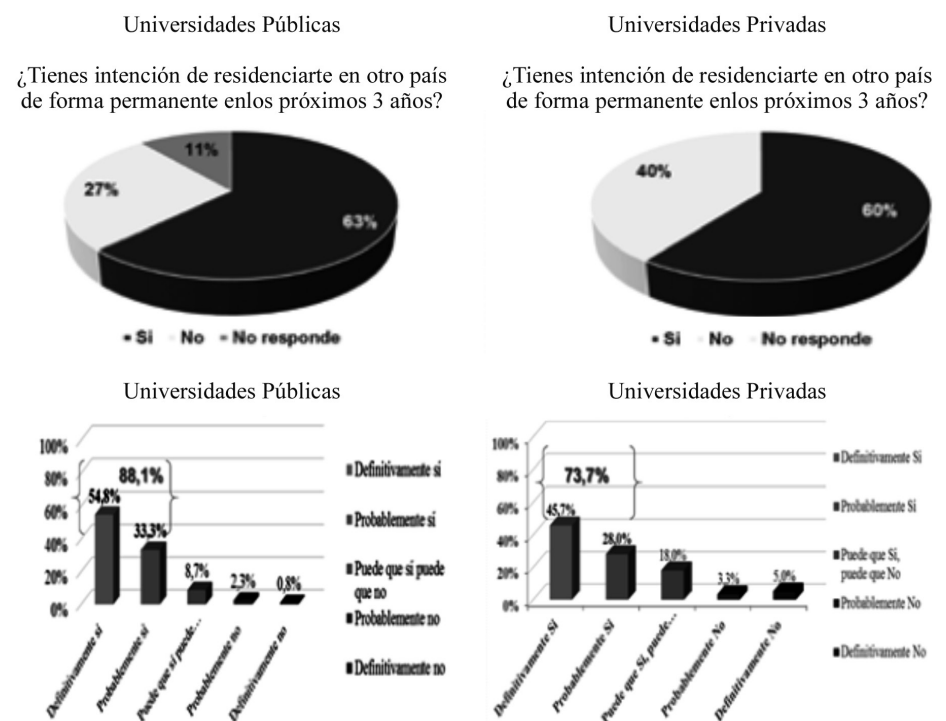 Universidades Públicas
¿Tienes intención de residenciarte en otro país
de forma permanente enlos próximos 3 años?
11%
27%
63%
Si No No responde
Universidades Privadas
¿Tienes intención de residenciarte en otro país
de forma permanente enlos próximos 3 años?
40%
60%
Si No No responde
Universidades Públicas
100%
80%
60%
40%
20%
0%
88,1%
54,8%
33,3%
8,7%
2,3%
0,8%
Definitivamente sí
Probablemente sí
Puede que sí puede...
Probablemente no
Definitivamente no
Definitivamente sí
Probablemente sí
Puede que sí puede
que no
Probablemente no
Definitivamente no
Universidades Privadas
100%
80%
60%
40%
20%
0%
73,7%
45,7%
28,0%
18,0%
3.3%
5.0%
Definitivamente Si
Probablemente Si
Puede que Si, puede...
Probablemente No
Definitivamente No
Definitivamente Si
Probablemente Si
Puede que Si,
puede que No
Probablemente No
Definitivamente No